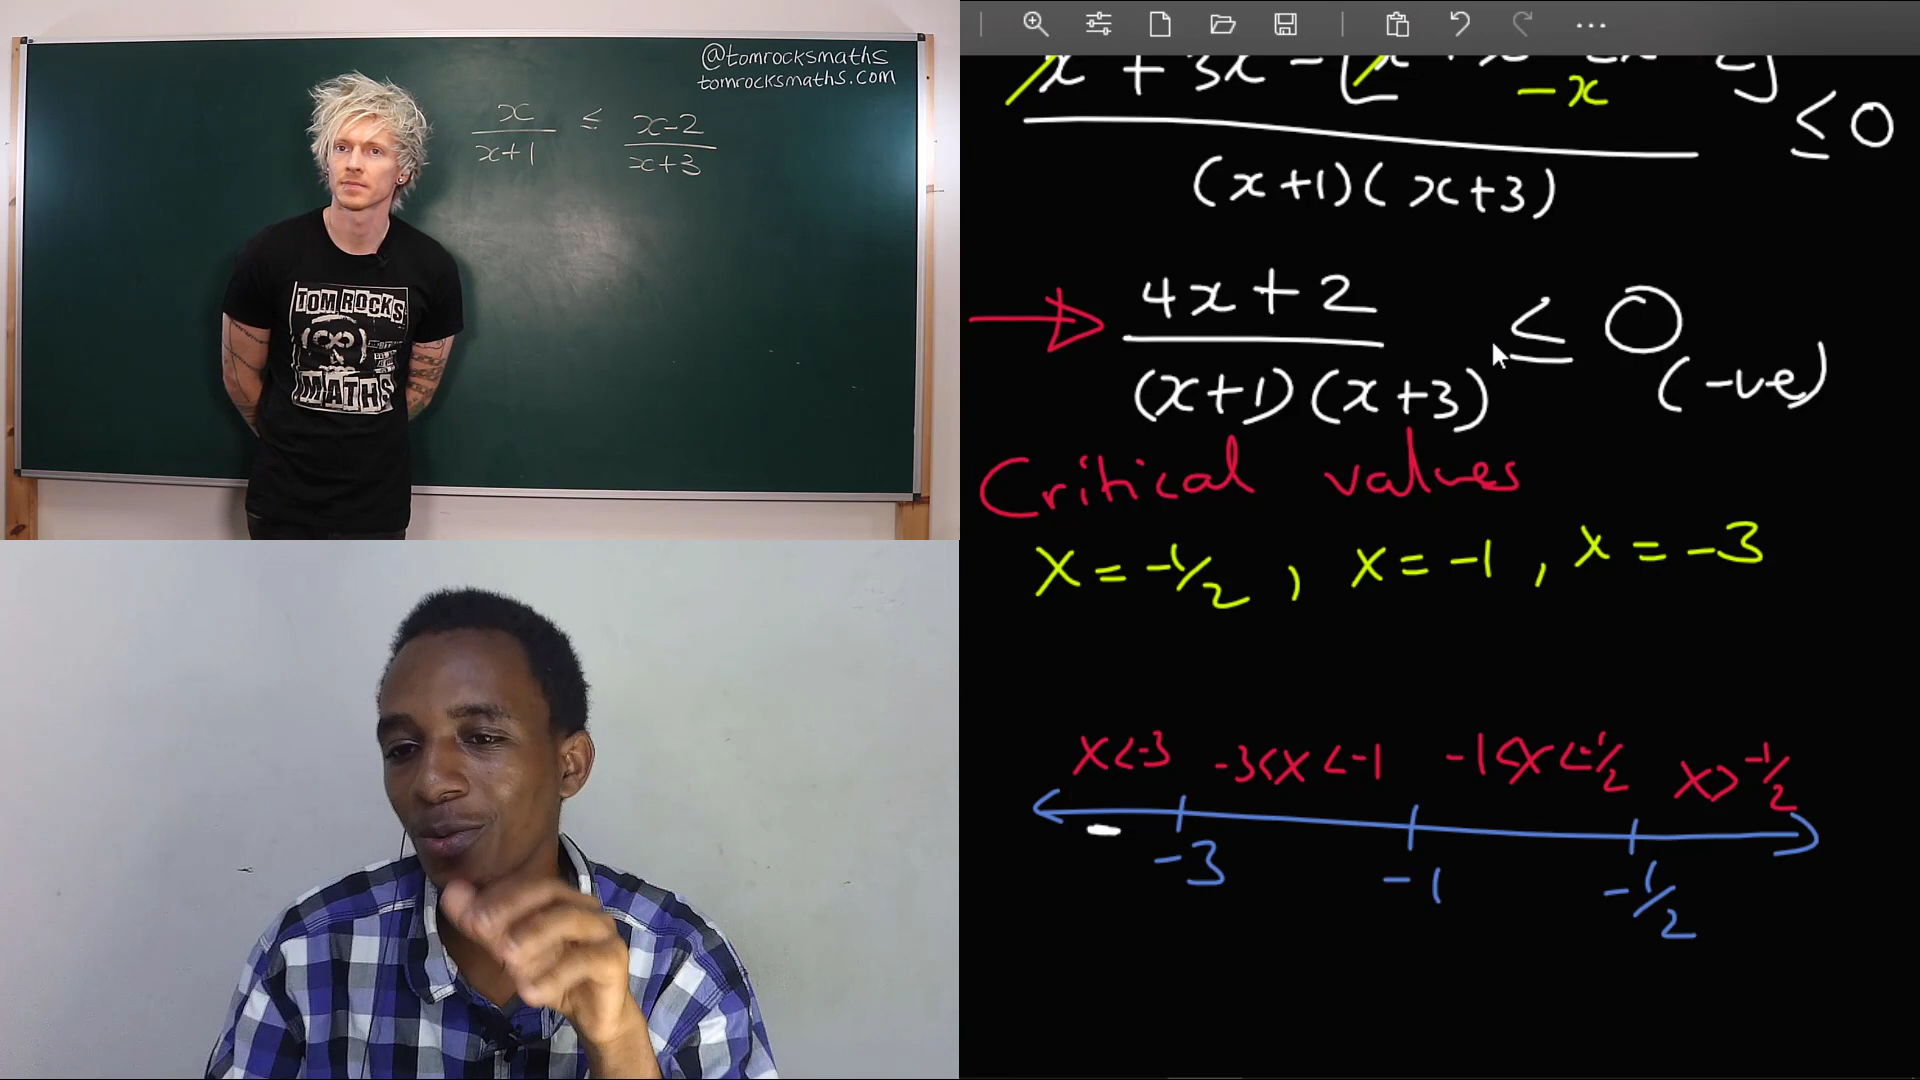 @tomrocksmaths
tomrocksmaths.com
x/(x+1) ≤ (x-2)/(x+3)
TOM ROCKS
MATHS
≤ 0
-x
(x+1)(x+3)
(4x+2)/((x+1)(x+3)) ≤ 0
(-ve)
Critical values
x = -1/2, x = -1, x = -3
x<-3 -3<x<-1 -1<x<-1/2 x>-1/2
-
-3 -1 -1/2